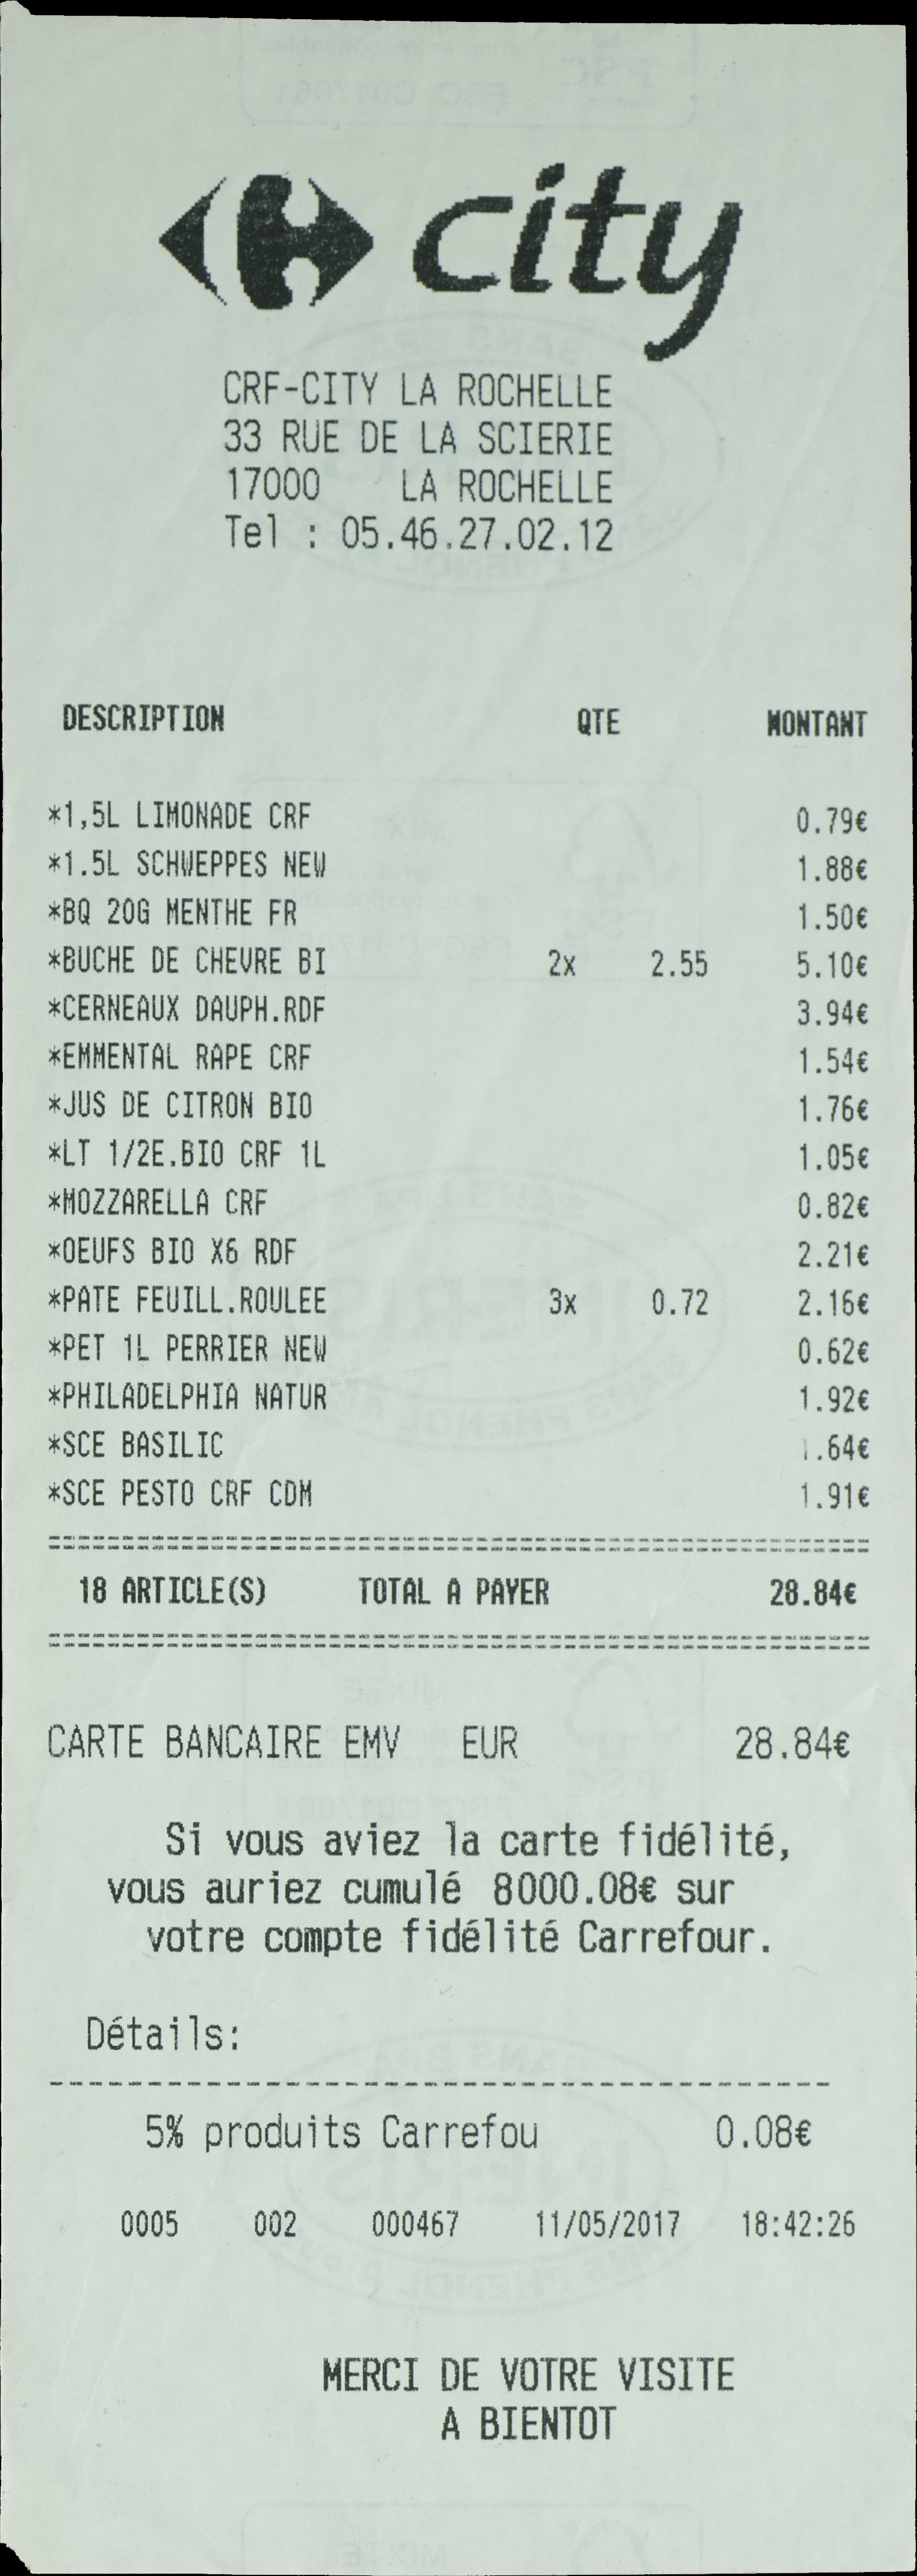 city
CRF-CITY LA ROCHELLE
33 RUE DE LA SCIERIE
17000 LA ROCHELLE
Tel : 05.46.27.02.12
DESCRIPTION QTE MONTANT
*1,5L LIMONADE CRF 0.79€
*1.5L SCHWEPPES NEW 1.88€
*BQ 20G MENTHE FR 1.50€
*BUCHE DE CHEVRE BI 2x 2.55 5.10€
*CERNEAUX DAUPH.RDF 3.94€
*EMMENTAL RAPE CRF 1.54€
*JUS DE CITRON BIO 1.76€
*LT 1/2E.BIO CRF 1L 1.05€
*MOZZARELLA CRF 0.82€
*OEUFS BIO X6 RDF 2.21€
*PATE FEUILL.ROULEE 3x 0.72 2.16€
*PET 1L PERRIER NEW 0.62€
*PHILADELPHIA NATUR 1.92€
*SCE BASILIC 1.64€
*SCE PESTO CRF CDM 1.91€
18 ARTICLE(S) TOTAL A PAYER 28.84€
CARTE BANCAIRE EMV EUR 28.84€
Si vous aviez la carte fidélité,
vous auriez cumulé 8000.08€ sur
votre compte fidélité Carrefour.
Détails:
5% produits Carrefou 0.08€
0005 002 000467 11/05/2017 18:42:26
MERCI DE VOTRE VISITE
A BIENTOT